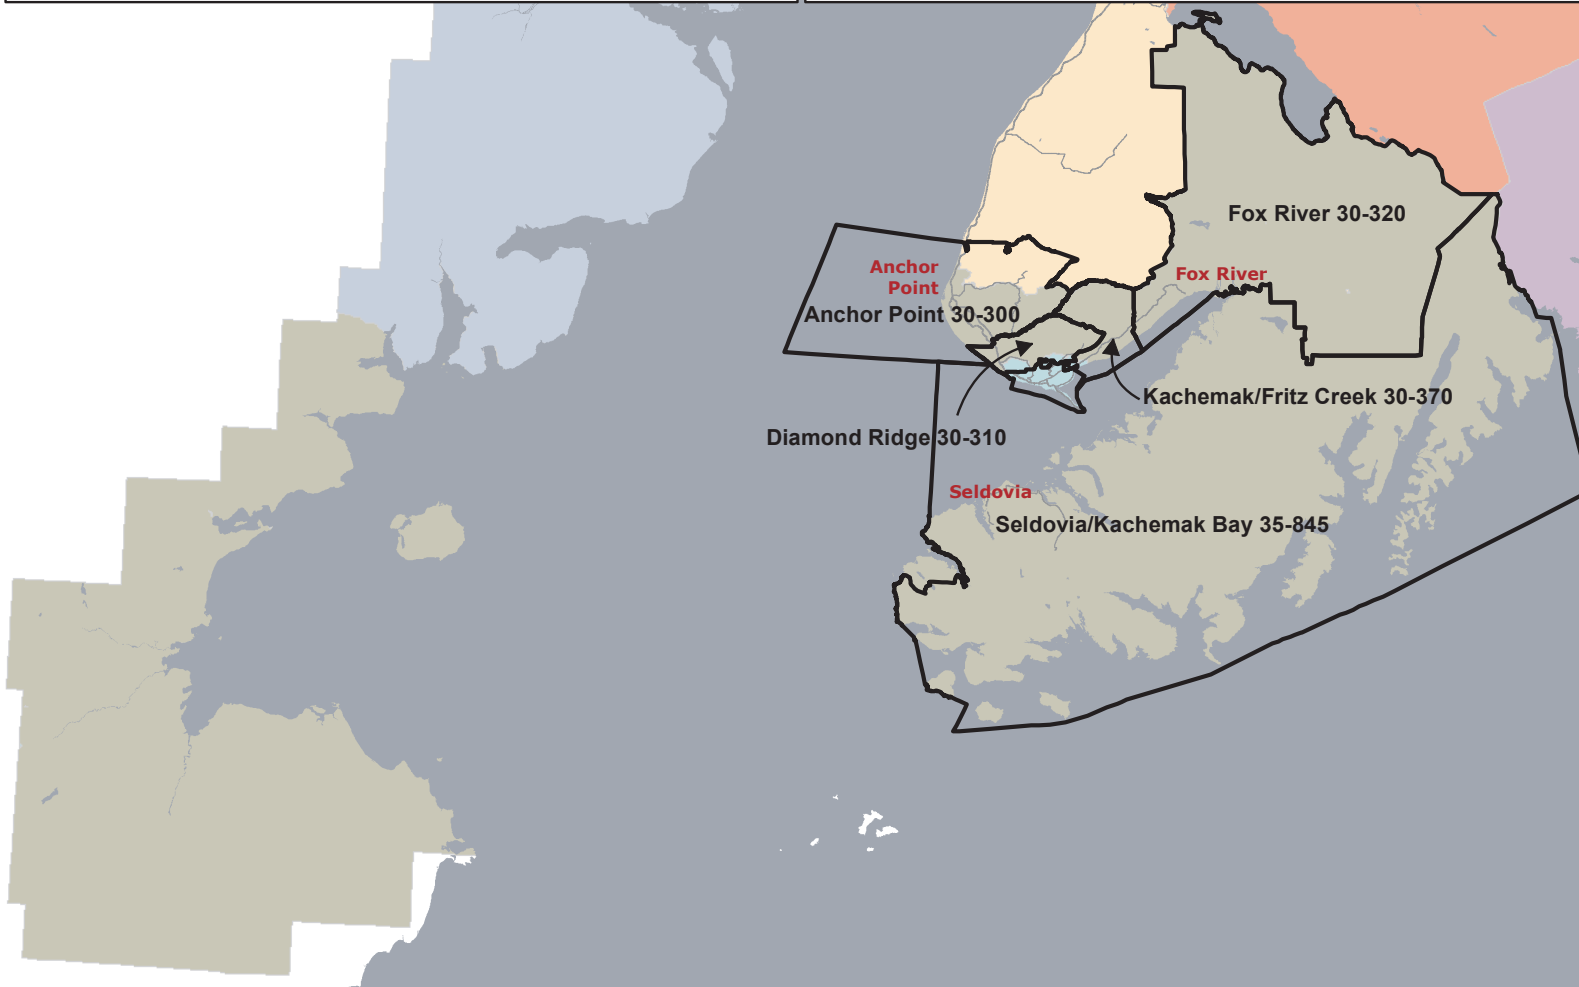 Fox River 30-320
Anchor
Point
Fox River
Anchor Point 30-300
Kachemak/Fritz Creek 30-370
Diamond Ridge 30-310
Seldovia
Seldovia/Kachemak Bay 35-845